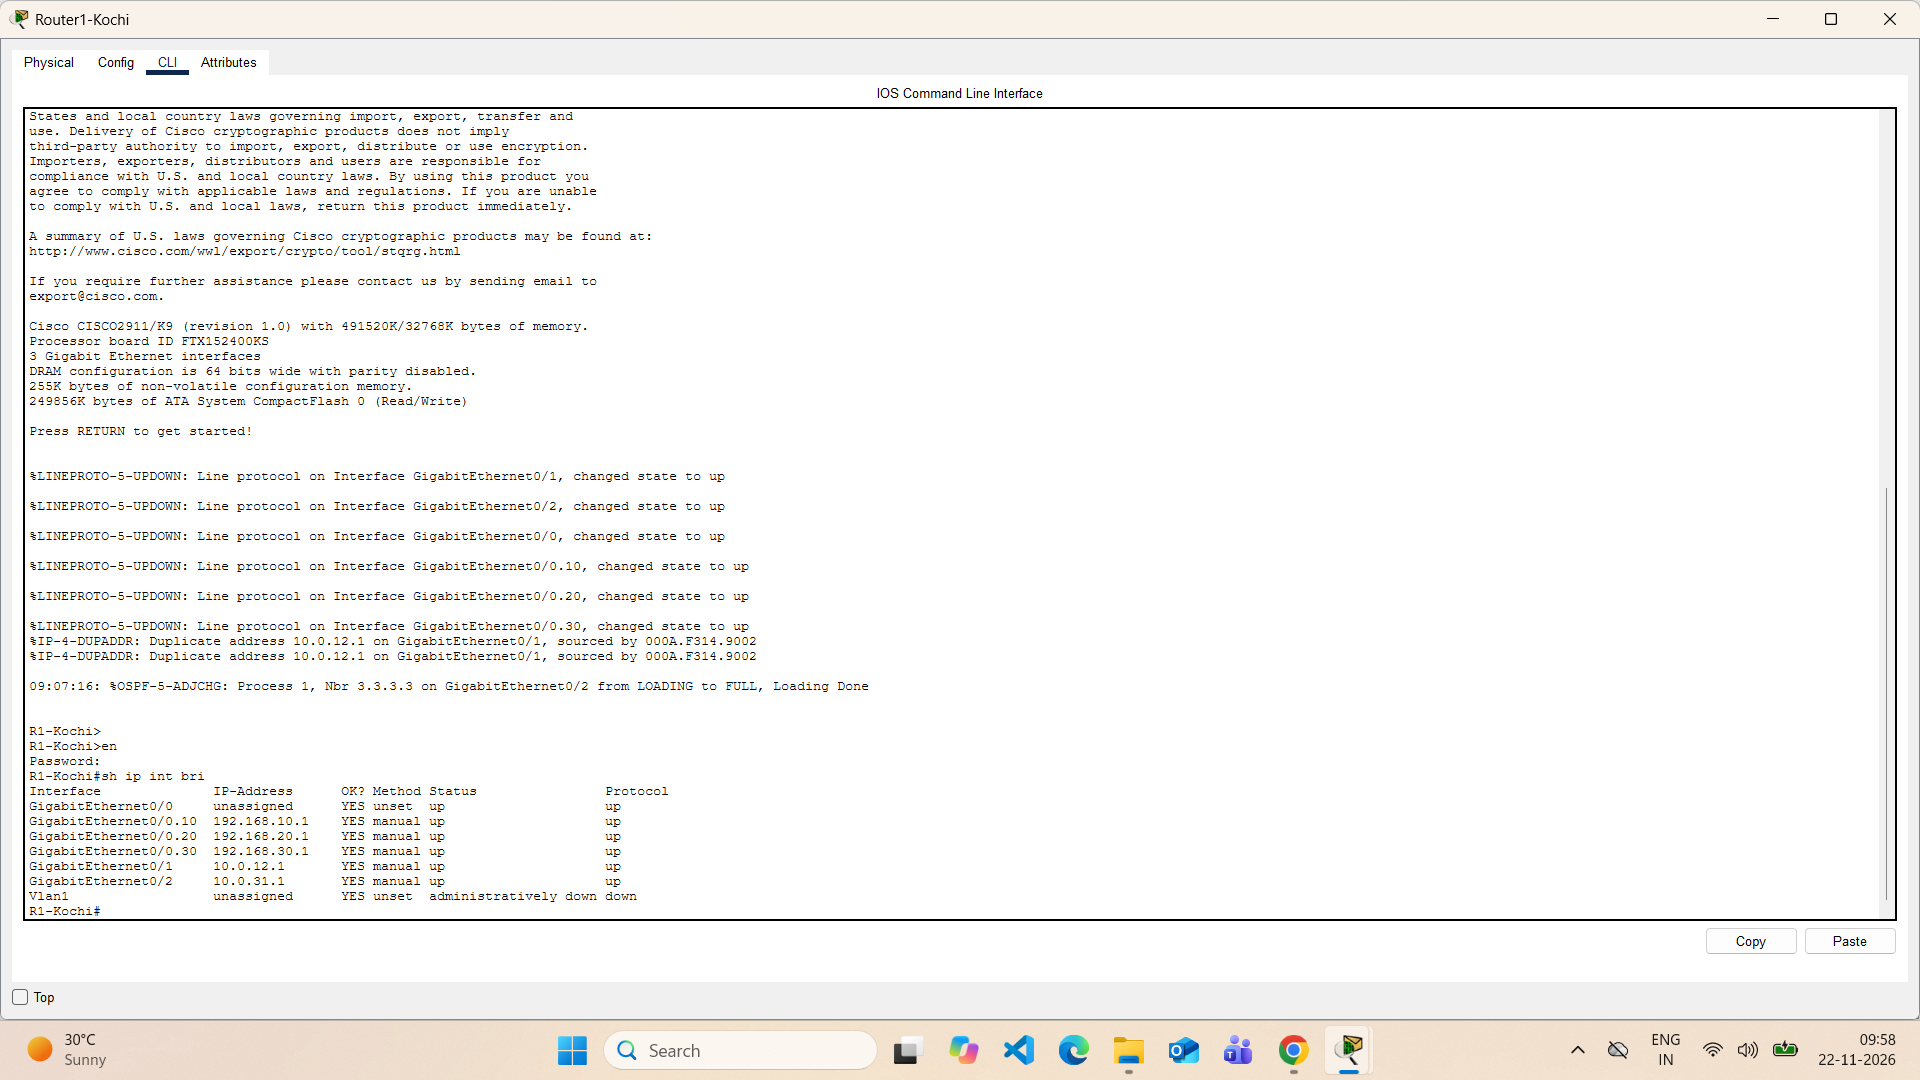 Router1-Kochi
Physical Config CLI Attributes
IOS Command Line Interface
States and local country laws governing import, export, transfer and
use. Delivery of Cisco cryptographic products does not imply
third-party authority to import, export, distribute or use encryption.
Importers, exporters, distributors and users are responsible for
compliance with U.S. and local country laws. By using this product you
agree to comply with applicable laws and regulations. If you are unable
to comply with U.S. and local laws, return this product immediately.
A summary of U.S. laws governing Cisco cryptographic products may be found at:
http://www.cisco.com/wwl/export/crypto/tool/stqrg.html
If you require further assistance please contact us by sending email to
export@cisco.com.
Cisco CISCO2911/K9 (revision 1.0) with 491520K/32768K bytes of memory.
Processor board ID FTX152400KS
3 Gigabit Ethernet interfaces
DRAM configuration is 64 bits wide with parity disabled.
255K bytes of non-volatile configuration memory.
249856K bytes of ATA System CompactFlash 0 (Read/Write)
Press RETURN to get started!
%LINEPROTO-5-UPDOWN: Line protocol on Interface GigabitEthernet0/1, changed state to up
%LINEPROTO-5-UPDOWN: Line protocol on Interface GigabitEthernet0/2, changed state to up
%LINEPROTO-5-UPDOWN: Line protocol on Interface GigabitEthernet0/0, changed state to up
%LINEPROTO-5-UPDOWN: Line protocol on Interface GigabitEthernet0/0.10, changed state to up
%LINEPROTO-5-UPDOWN: Line protocol on Interface GigabitEthernet0/0.20, changed state to up
%LINEPROTO-5-UPDOWN: Line protocol on Interface GigabitEthernet0/0.30, changed state to up
%IP-4-DUPADDR: Duplicate address 10.0.12.1 on GigabitEthernet0/1, sourced by 000A.F314.9002
%IP-4-DUPADDR: Duplicate address 10.0.12.1 on GigabitEthernet0/1, sourced by 000A.F314.9002
09:07:16: %OSPF-5-ADJCHG: Process 1, Nbr 3.3.3.3 on GigabitEthernet0/2 from LOADING to FULL, Loading Done
R1-Kochi>
R1-Kochi>en
Password:
R1-Kochi#sh ip int bri
Interface IP-Address OK? Method Status Protocol
GigabitEthernet0/0 unassigned YES unset up up
GigabitEthernet0/0.10 192.168.10.1 YES manual up up
GigabitEthernet0/0.20 192.168.20.1 YES manual up up
GigabitEthernet0/0.30 192.168.30.1 YES manual up up
GigabitEthernet0/1 10.0.12.1 YES manual up up
GigabitEthernet0/2 10.0.31.1 YES manual up up
Vlan1 unassigned YES unset administratively down down
R1-Kochi#
Copy Paste
Top
30°C
Sunny
Search
ENG
IN
09:58
22-11-2026